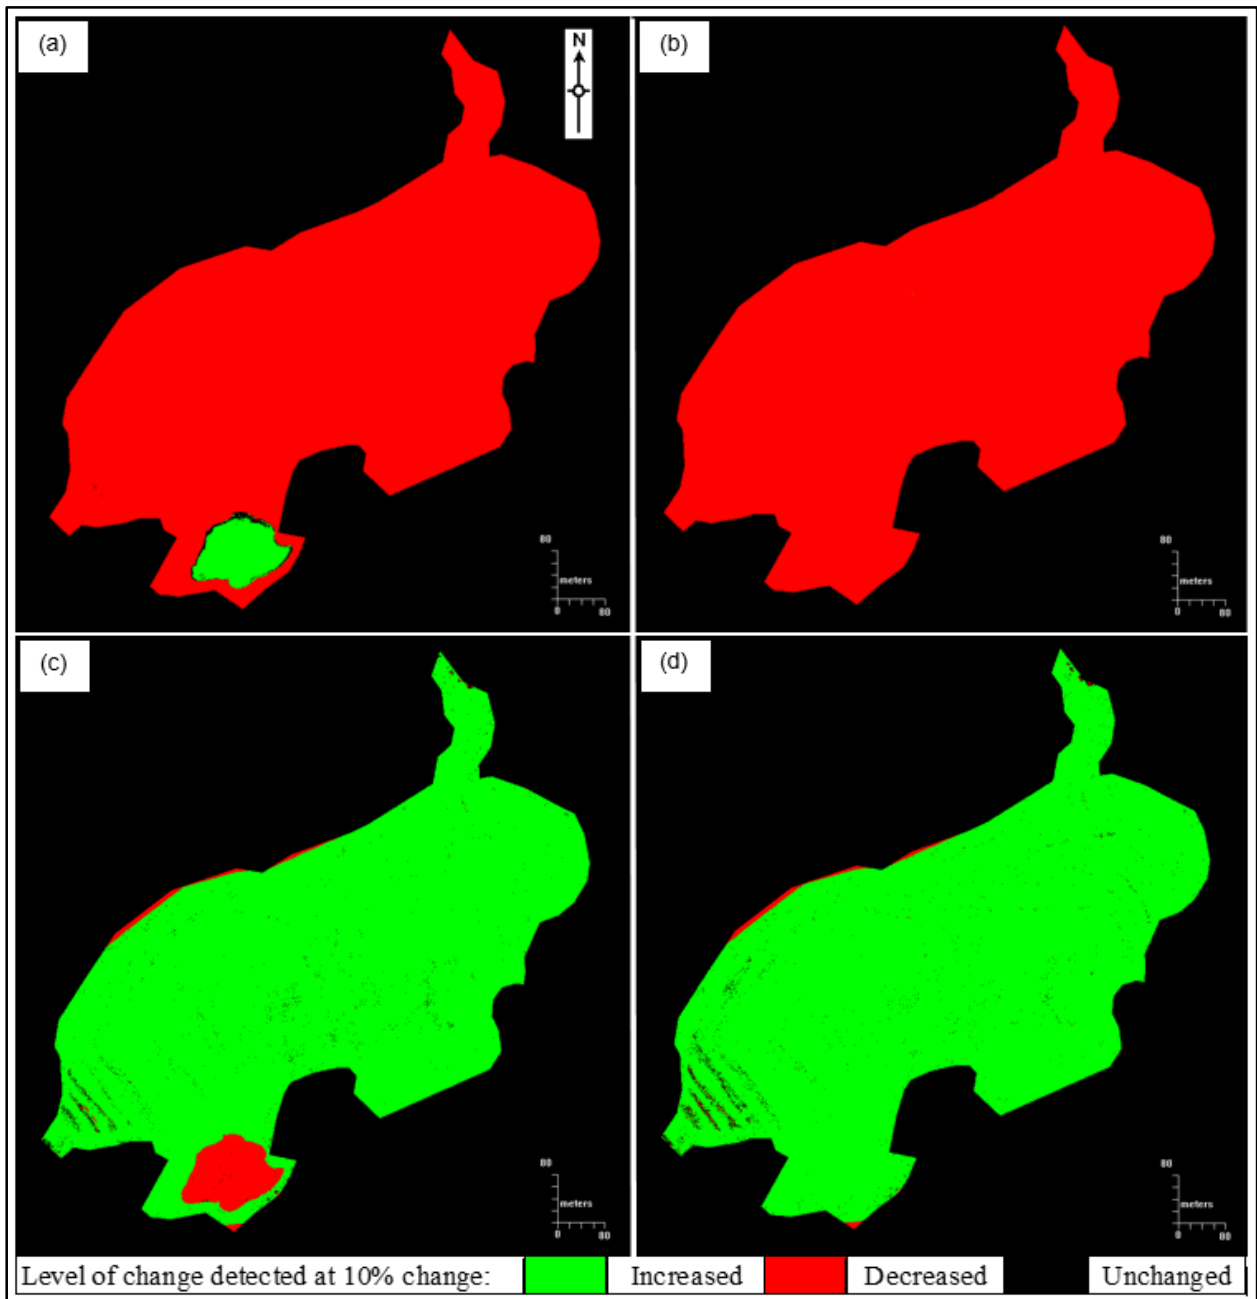 (a)
N
(b)
80
meters
0 80
80
meters
0 80
(c)
(d)
80
meters
0 80
80
meters
0 80
Level of change detected at 10% change: Increased Decreased Unchanged